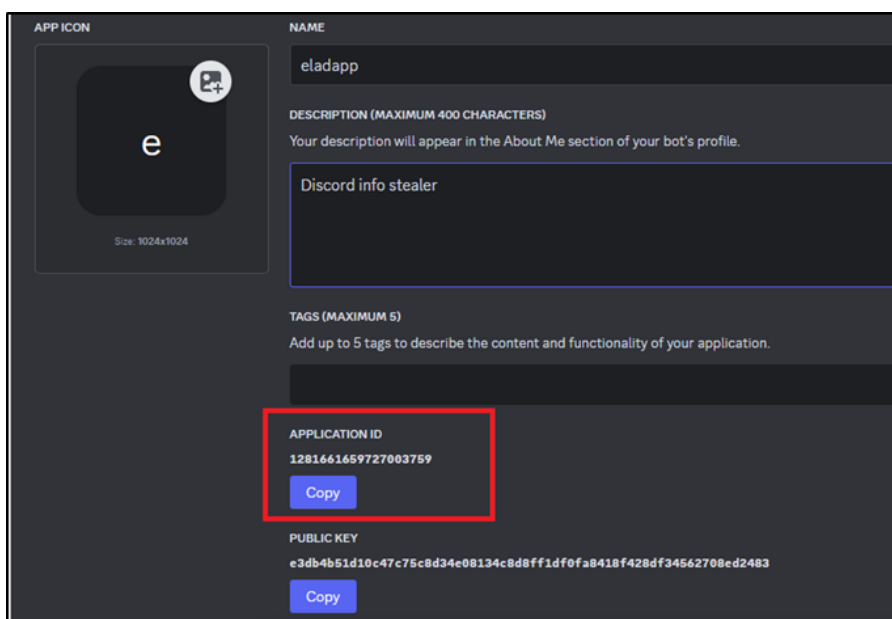 APP ICON
e
Size: 1024x1024
NAME
eladapp
DESCRIPTION (MAXIMUM 400 CHARACTERS)
Your description will appear in the About Me section of your bot's profile.
Discord info stealer
TAGS (MAXIMUM 5)
Add up to 5 tags to describe the content and functionality of your application.
APPLICATION ID
1281661659727003759
Copy
PUBLIC KEY
e3db4b51d10c47c75c8d34e08134c8d8ff1df0fa8418f428df34562708ed2483
Copy